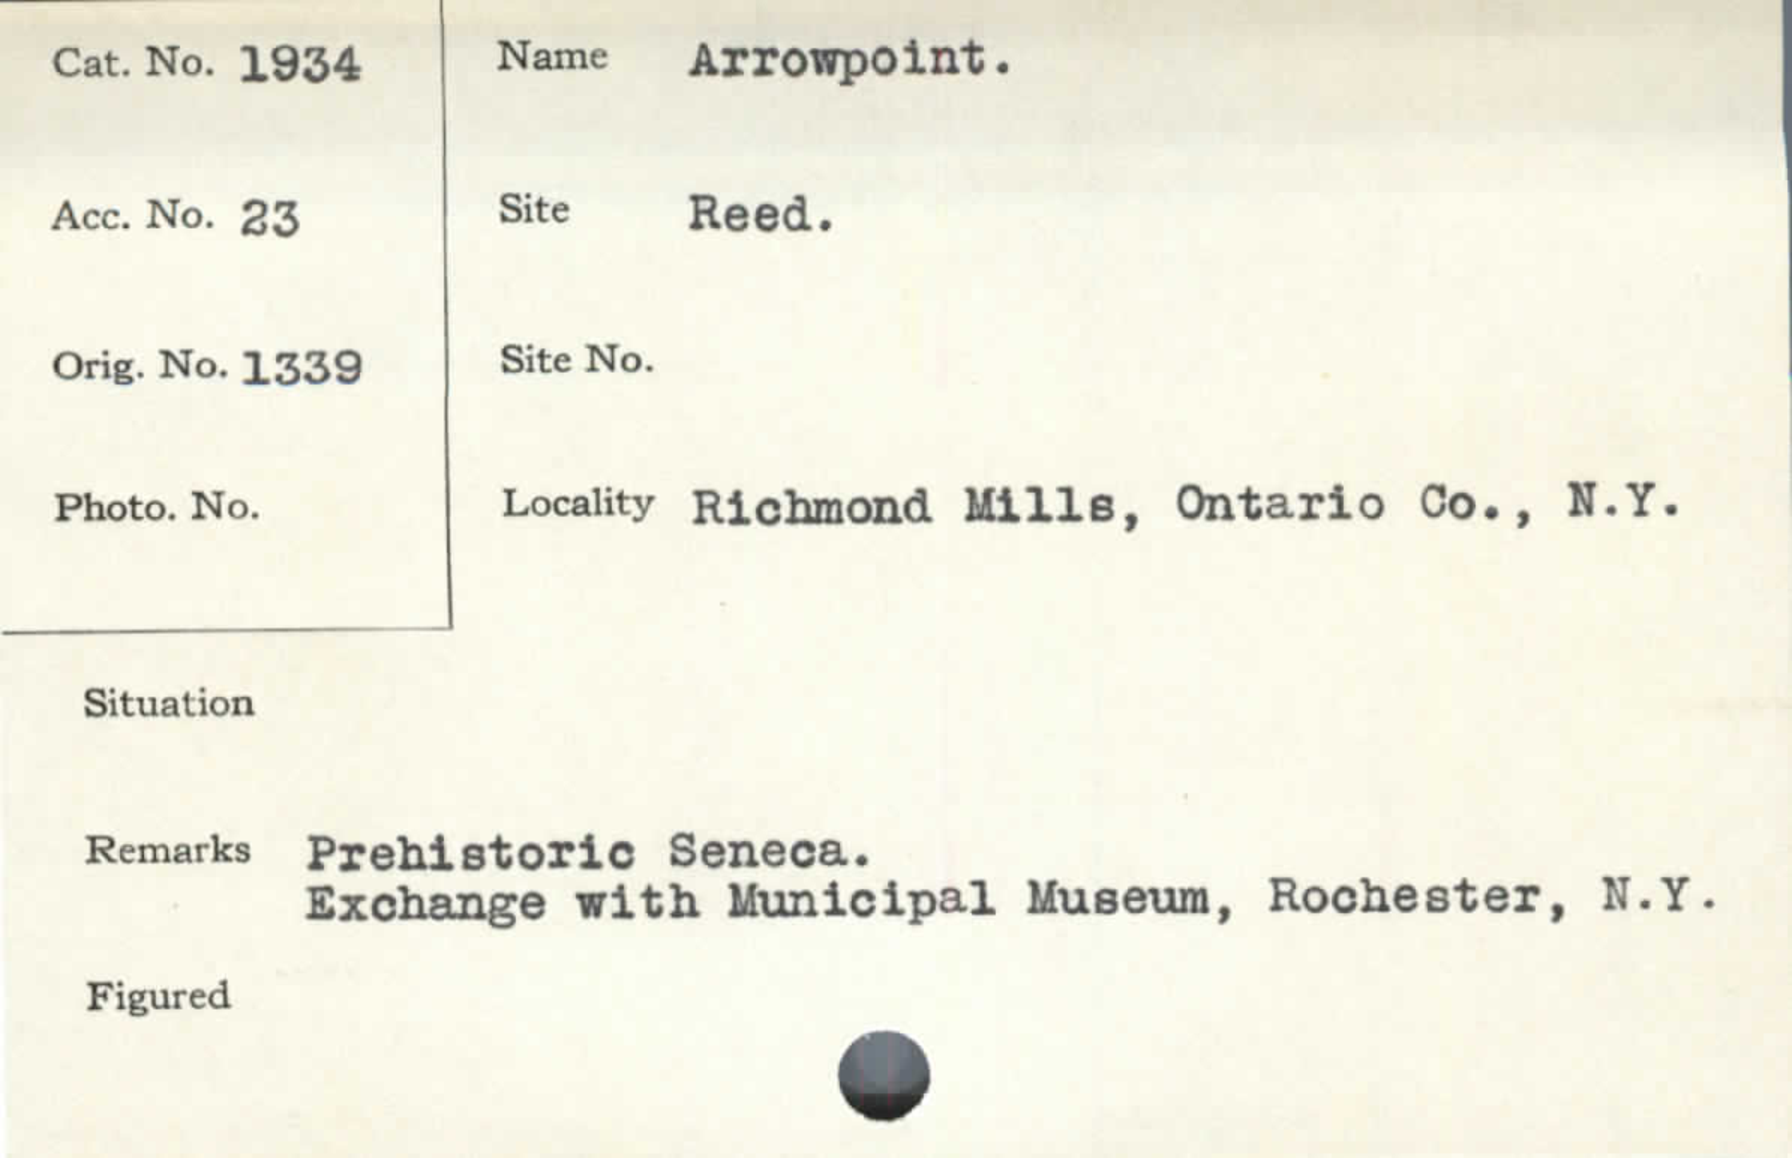 Cat. No. 1934
Acc. No. 23
Orig. No. 1339
Photo. No.
Name Arrowpoint.
Site Reed.
Site No.
Locality Richmond Mills, Ontario Co., N.Y.
Situation
Remarks Prehistoric Seneca.
Exchange with Municipal Museum, Rochester, N.Y.
Figured